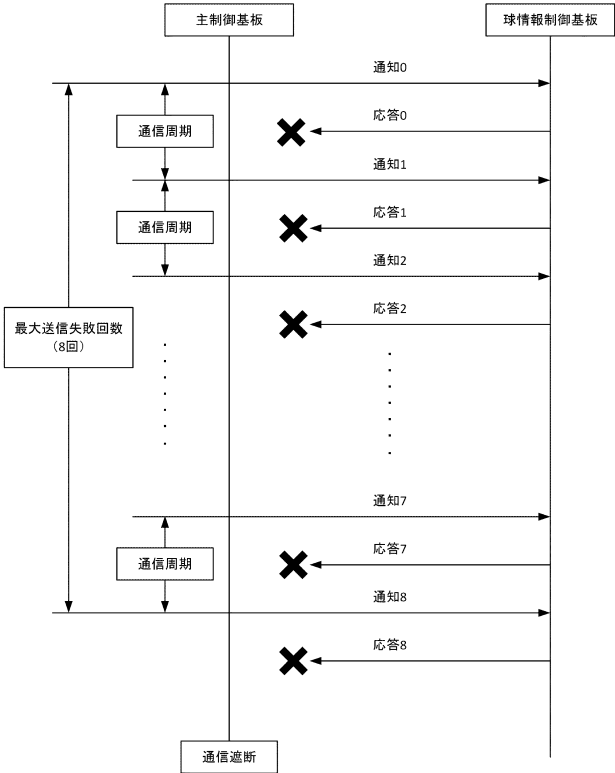 主制御基板
球情報制御基板
通知0
応答0
通信周期
通知1
応答1
通信周期
通知2
応答2
最大送信失敗回数
（8回）
通知7
応答7
通信周期
通知8
応答8
通信遮断